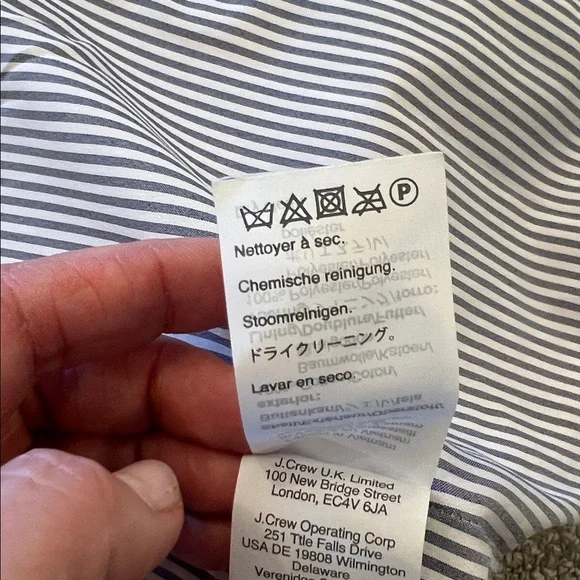 P
Nettoyer à sec.
Chemische reinigung.
Stoomreinigen.
ドライクリーニング。
Lavar en seco.
J.Crew U.K. Limited
100 New Bridge Street
London, EC4V 6JA
J.Crew Operating Corp
251 Ttle Falls Drive
USA DE 19808 Wilmington
Delaware